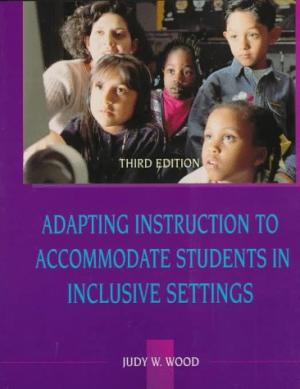 THIRD EDITION
ADAPTING INSTRUCTION TO
ACCOMMODATE STUDENTS IN
INCLUSIVE SETTINGS
JUDY W. WOOD